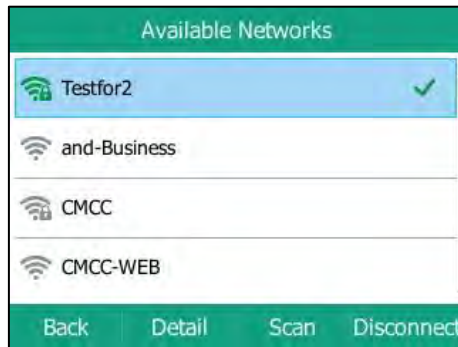 Available Networks
Testfor2
and-Business
CMCC
CMCC-WEB
Back Detail Scan Disconnect